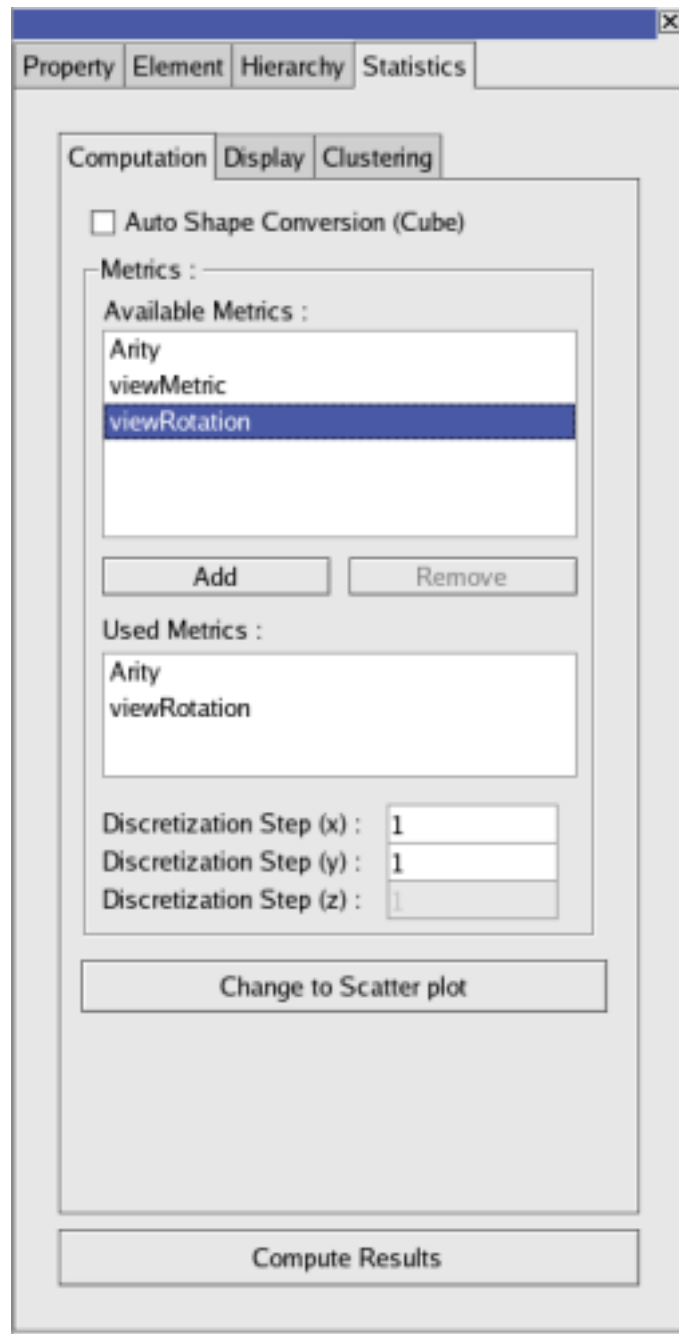 Property Element Hierarchy Statistics
Computation Display Clustering
Auto Shape Conversion (Cube)
Metrics :
Available Metrics :
Arity
viewMetric
viewRotation
Add Remove
Used Metrics :
Arity
viewRotation
Discretization Step (x) : 1
Discretization Step (y) : 1
Discretization Step (z) : 1
Change to Scatter plot
Compute Results